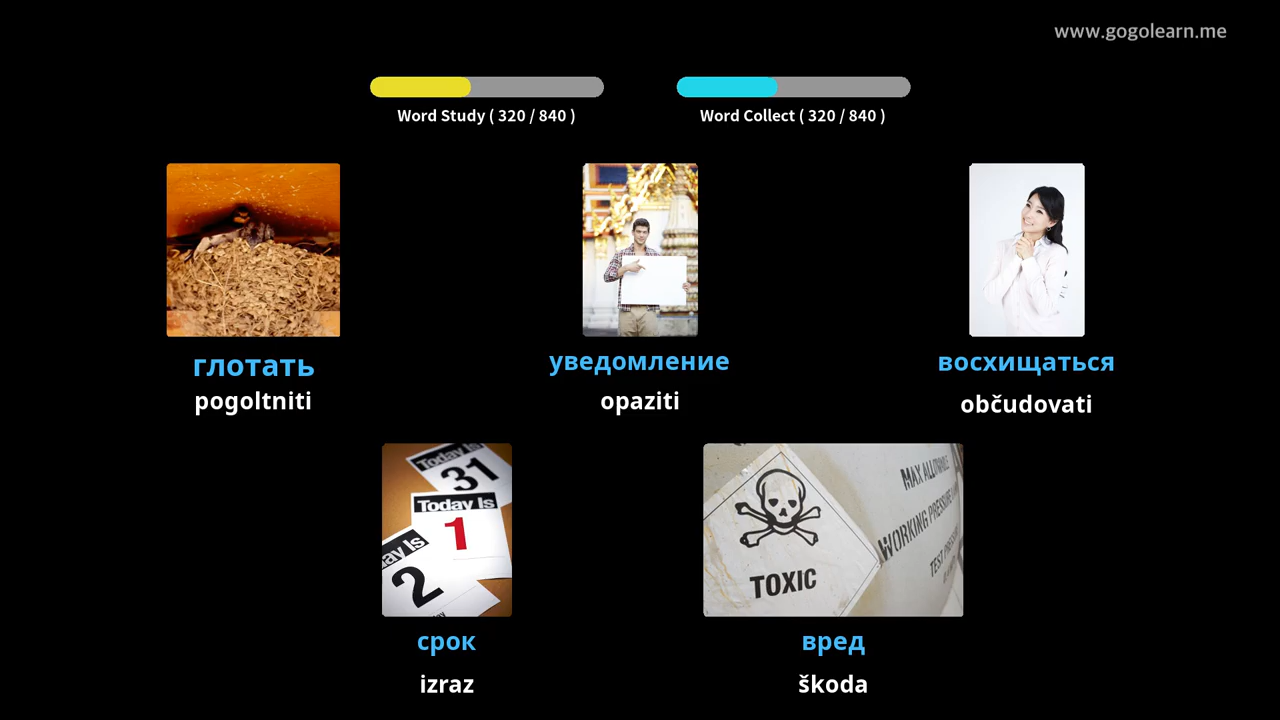 www.gogolearn.me
Word Study ( 320 / 840 )
Word Collect ( 320 / 840 )
глотать
pogoltniti
уведомление
opaziti
восхищаться
občudovati
Today Is
31
Today Is
1
ay Is
2
TOXIC
MAX ALLOWABLE
WORKING PRESSURE
TEST
срок
izraz
вред
škoda